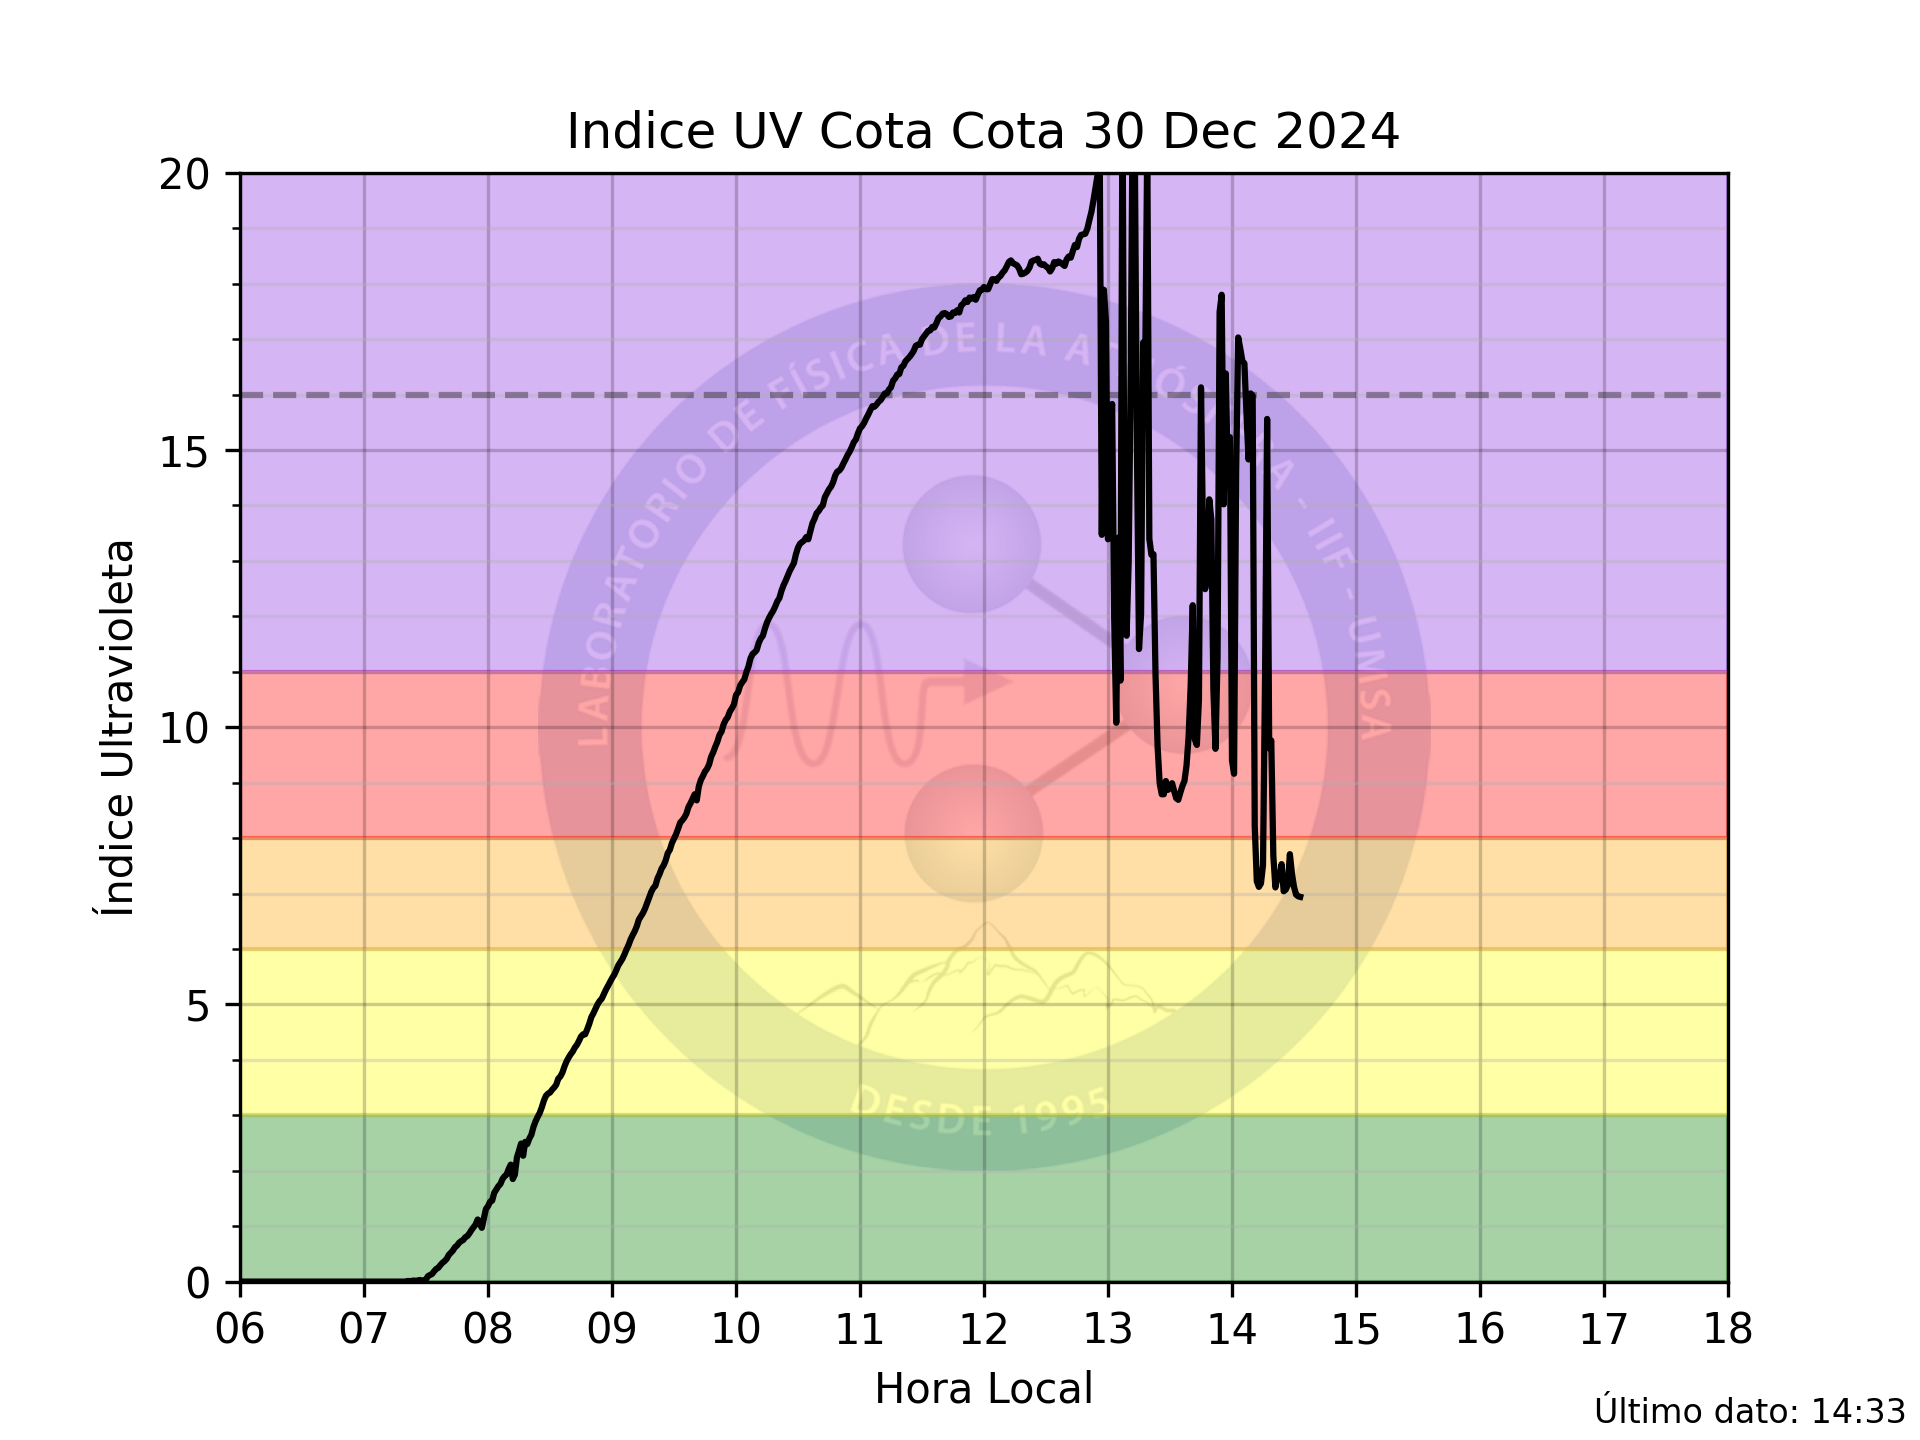 Indice UV Cota Cota 30 Dec 2024
20
15
10
5
0
Índice Ultravioleta
06 07 08 09 10 11 12 13 14 15 16 17 18
Hora Local
Último dato: 14:33
LABORATORIO DE FÍSICA DE LA - IIF - UMSA
DESDE 1995